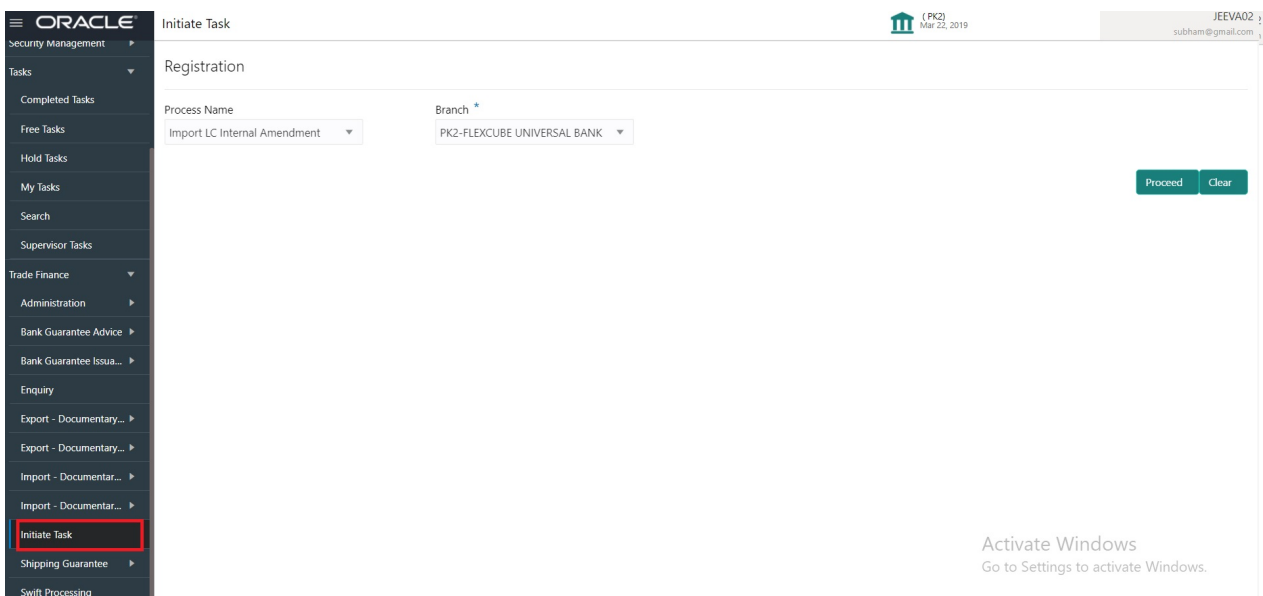 ORACLE
Initiate Task
( PK2)
Mar 22, 2019
JEEVA02
subham@gmail.com
Security Management
Tasks
Completed Tasks
Free Tasks
Hold Tasks
My Tasks
Search
Supervisor Tasks
Trade Finance
Administration
Bank Guarantee Advice
Bank Guarantee Issua...
Enquiry
Export - Documentary...
Export - Documentary...
Import - Documentar...
Import - Documentar...
Initiate Task
Shipping Guarantee
Swift Processing
Registration
Process Name
Import LC Internal Amendment
Branch *
PK2-FLEXCUBE UNIVERSAL BANK
Proceed
Clear
Activate Windows
Go to Settings to activate Windows.